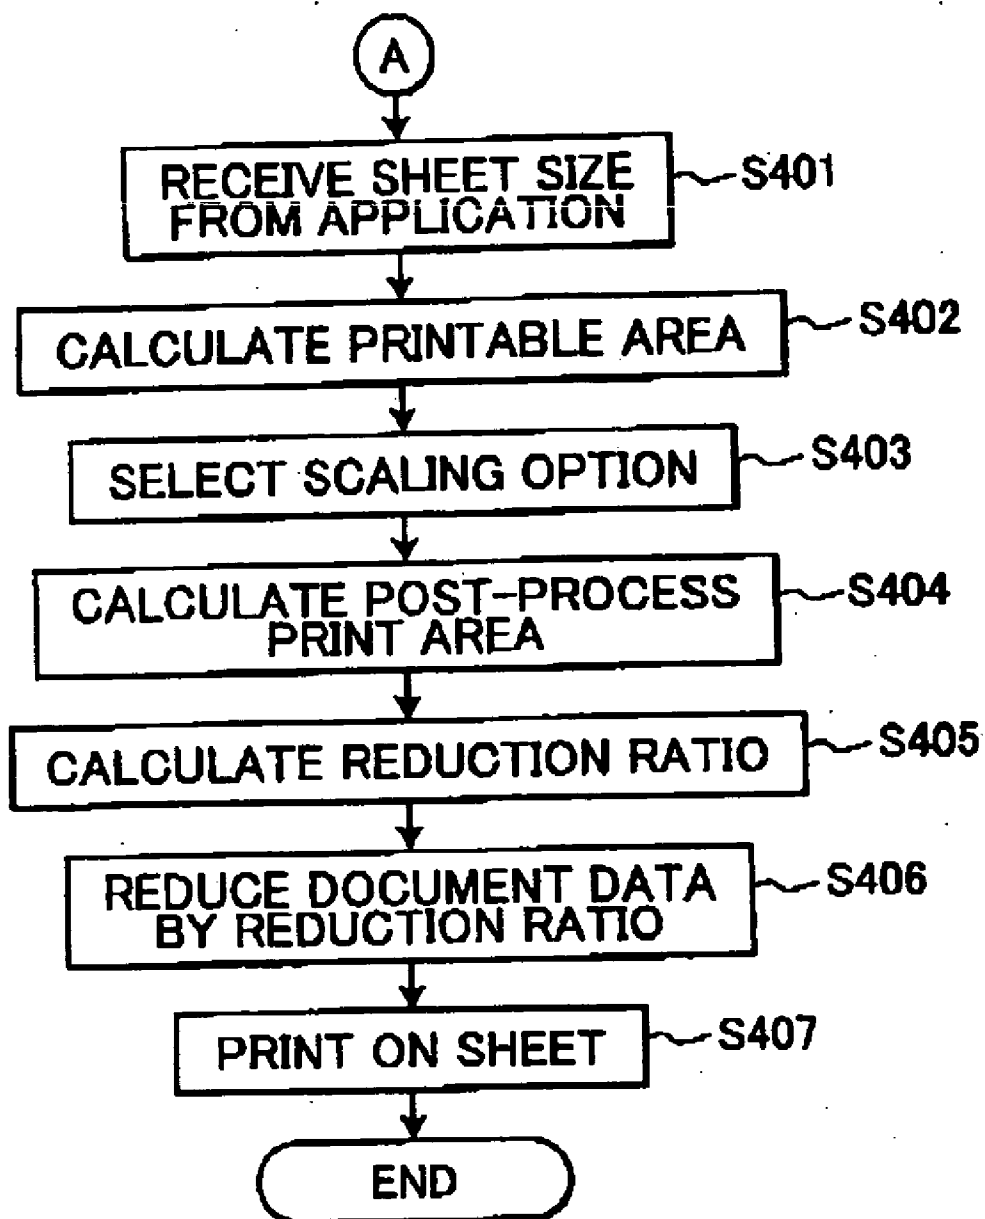 A
RECEIVE SHEET SIZE
FROM APPLICATION
S401
CALCULATE PRINTABLE AREA
S402
SELECT SCALING OPTION
S403
CALCULATE POST-PROCESS
PRINT AREA
S404
CALCULATE REDUCTION RATIO
S405
REDUCE DOCUMENT DATA
BY REDUCTION RATIO
S406
PRINT ON SHEET
S407
END